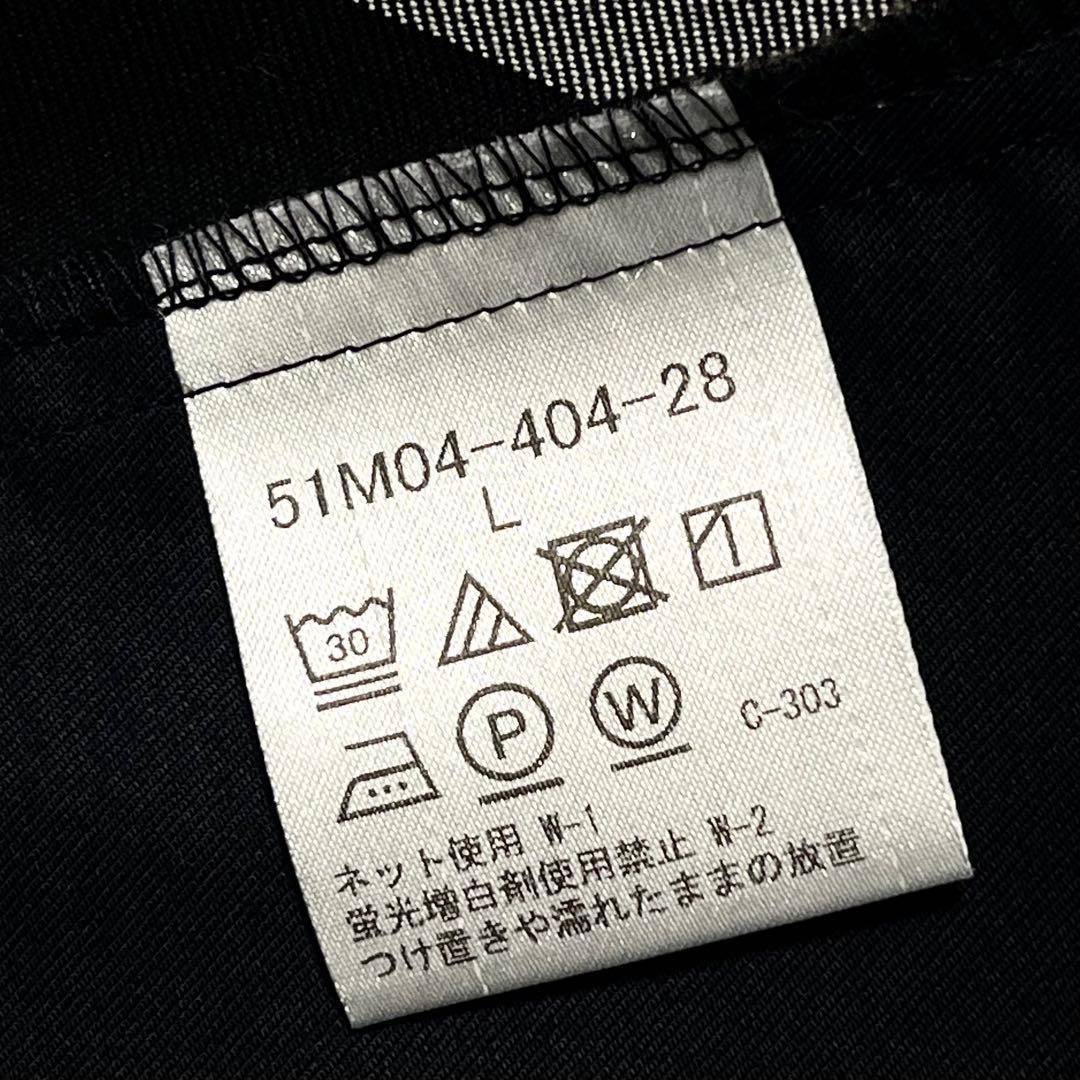 51M04-404-28
L
30
P W C-303
ネット使用 W-1
蛍光増白剤使用禁止 W-2
つけ置きや濡れたままの放置